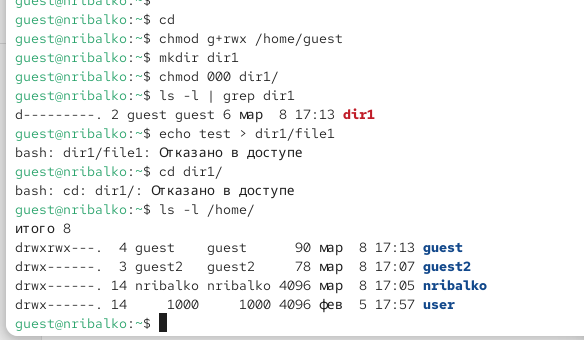 guest@nribalko:~$
guest@nribalko:~$ cd
guest@nribalko:~$ chmod g+rwx /home/guest
guest@nribalko:~$ mkdir dir1
guest@nribalko:~$ chmod 000 dir1/
guest@nribalko:~$ ls -l | grep dir1
d---------. 2 guest guest 6 мар  8 17:13 dir1
guest@nribalko:~$ echo test > dir1/file1
bash: dir1/file1: Отказано в доступе
guest@nribalko:~$ cd dir1/
bash: cd: dir1/: Отказано в доступе
guest@nribalko:~$ ls -l /home/
итого 8
drwxrwx---.  4 guest    guest      90 мар  8 17:13 guest
drwx------.  3 guest2   guest2     78 мар  8 17:07 guest2
drwx------. 14 nribalko nribalko 4096 мар  8 17:05 nribalko
drwx------. 14     1000     1000 4096 фев  5 17:57 user
guest@nribalko:~$